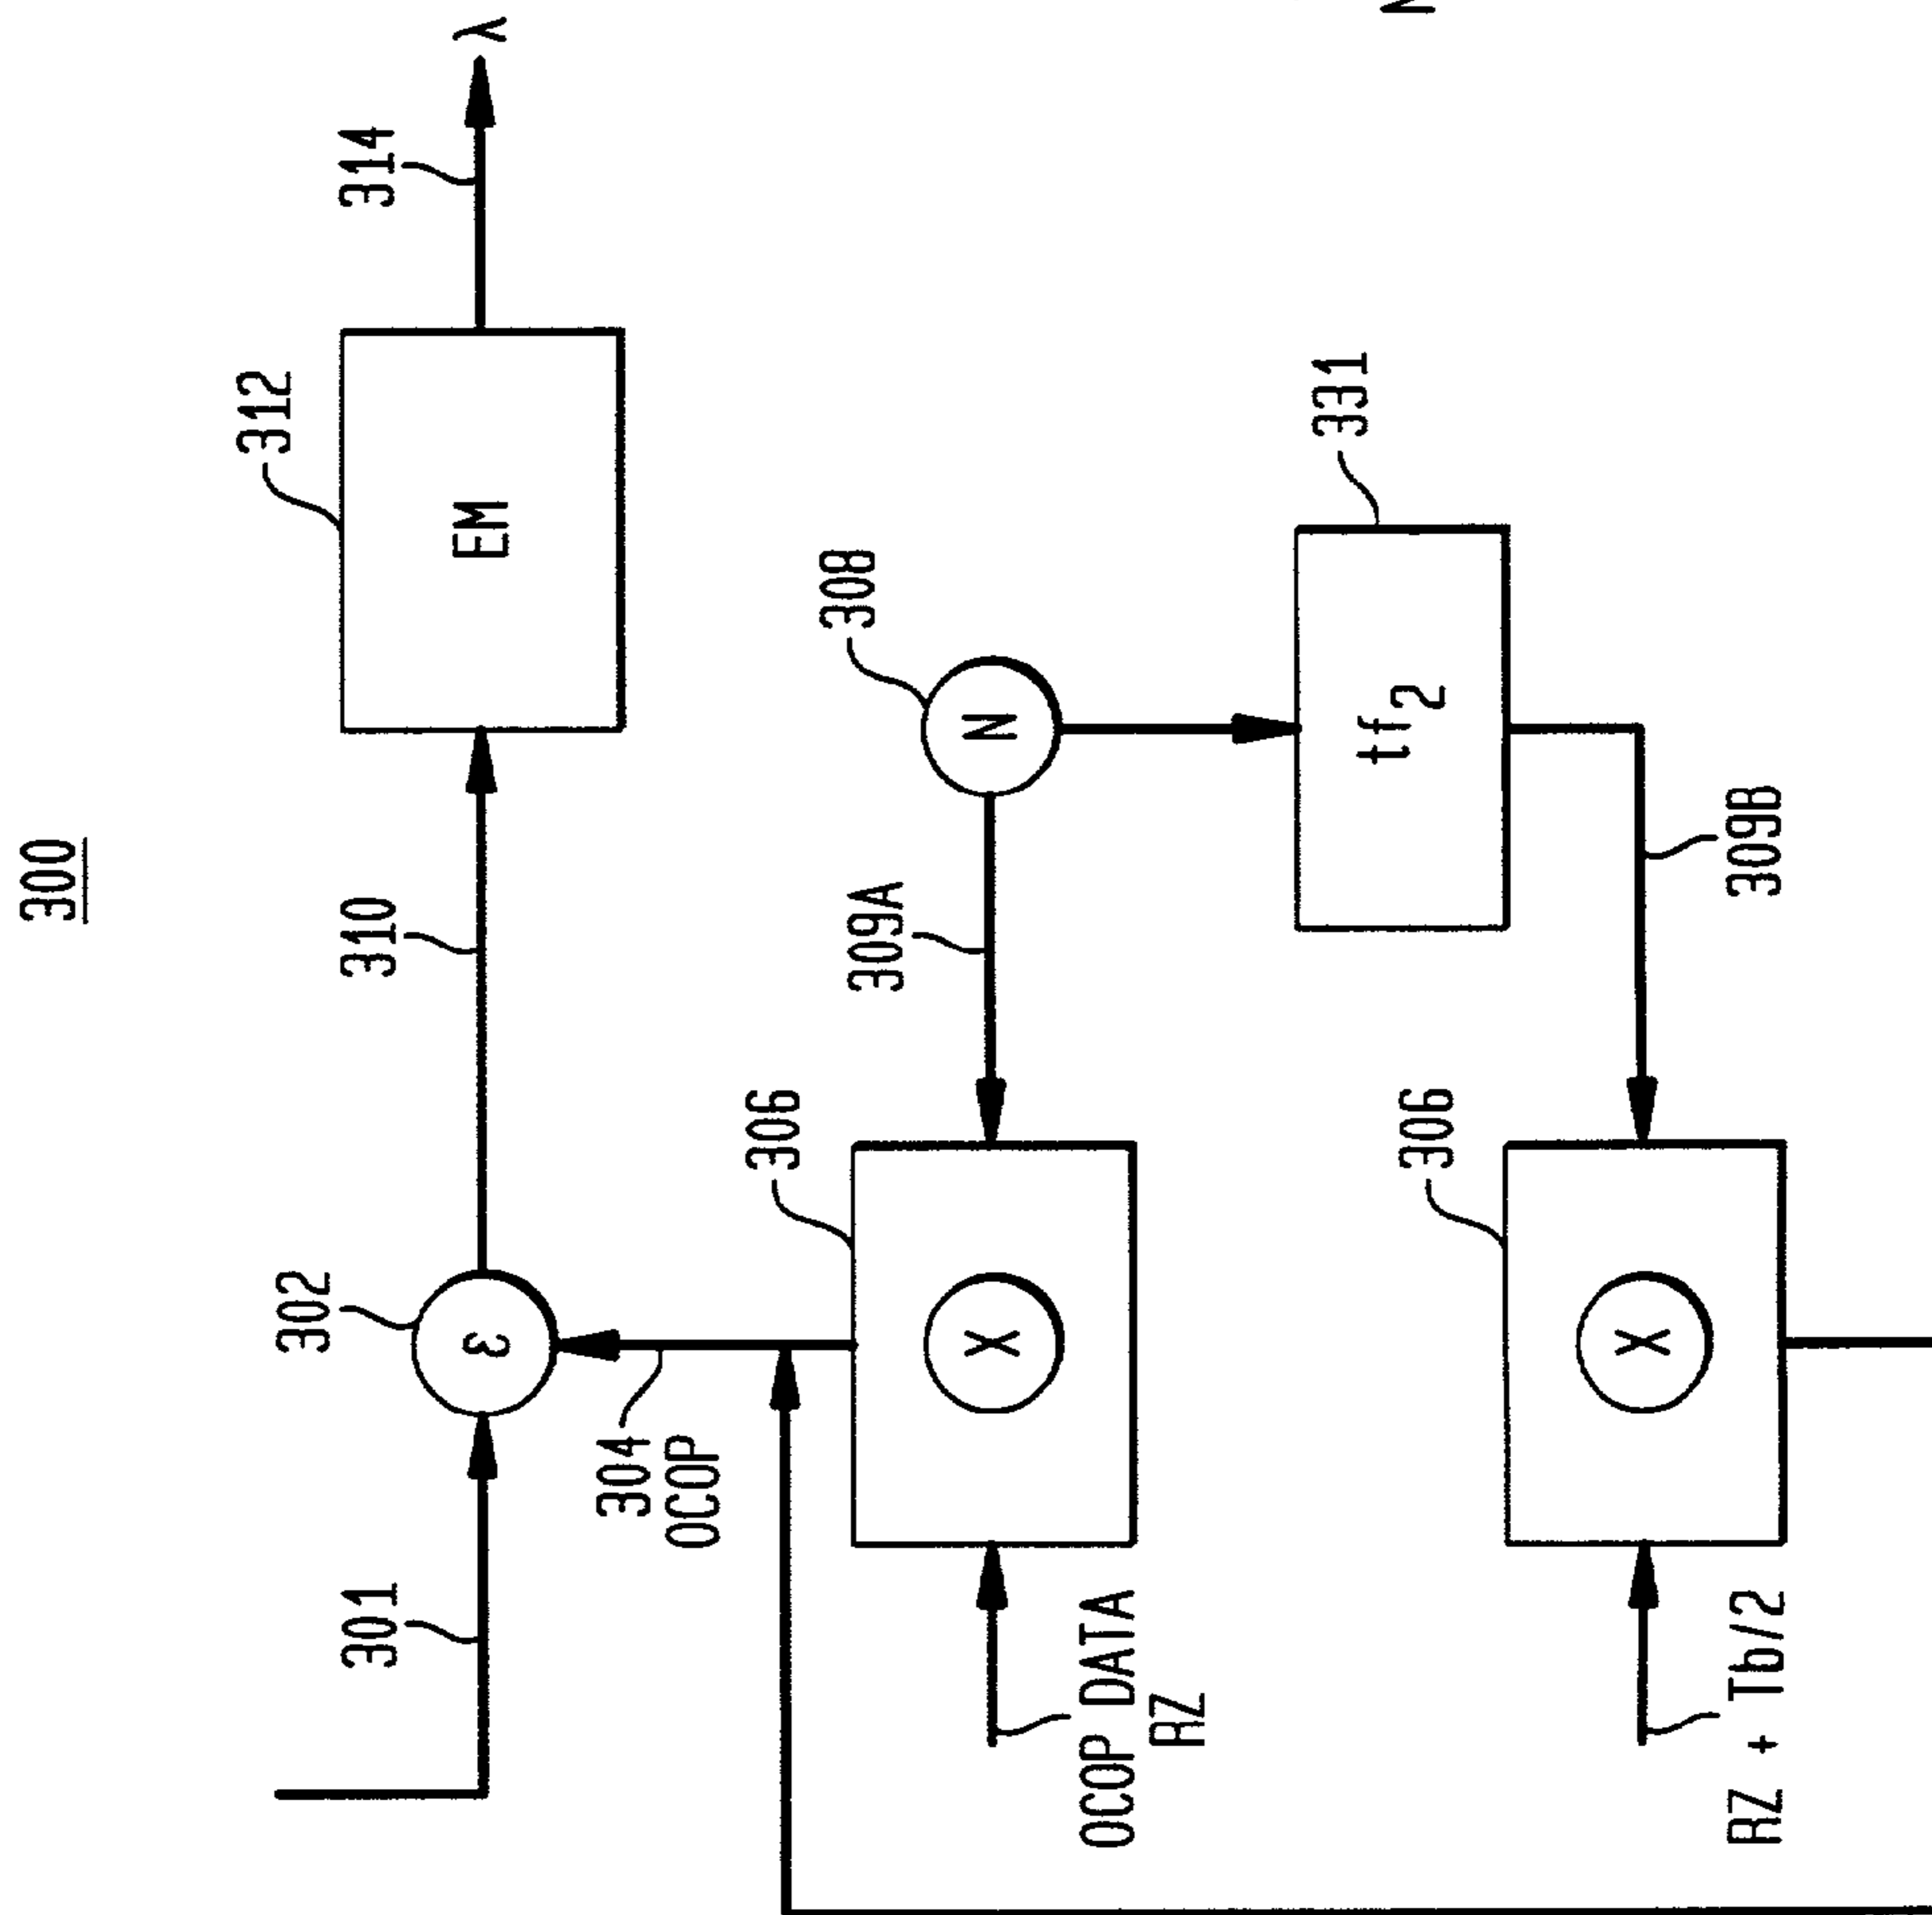 300
301
302
ε
310
312
EM
314
λ
304
OCOP
306
X
309A
308
N
OCOP DATA
RZ
331
tf2
306
X
309B
RZ + Tb/2